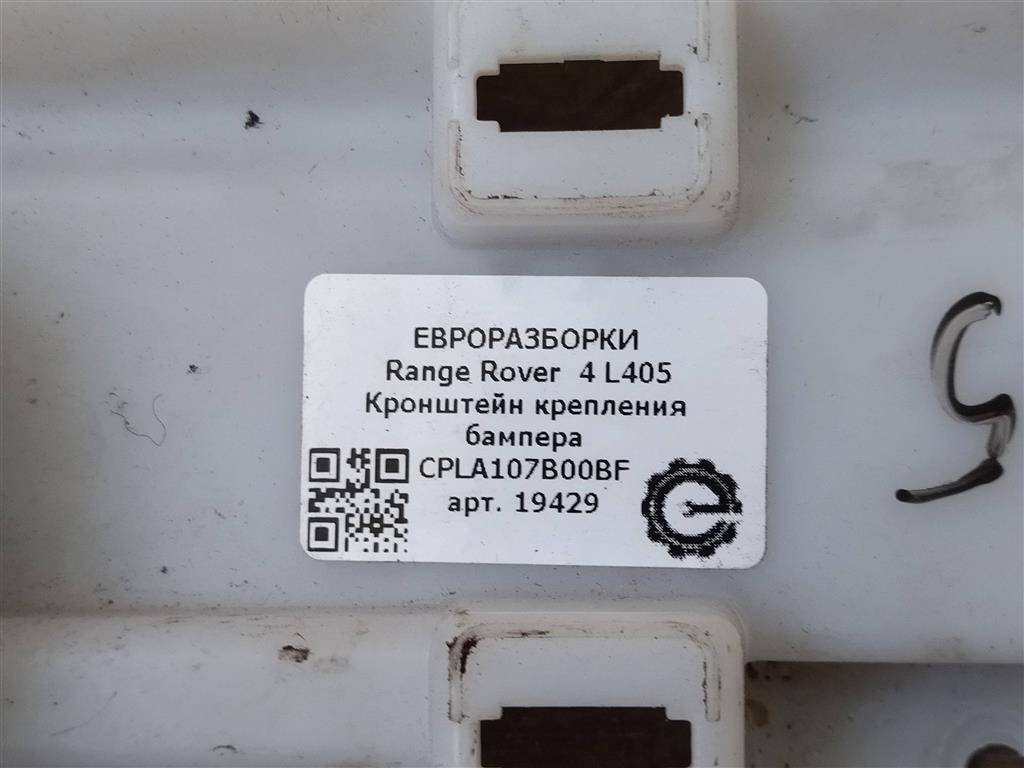 ЕВРОРАЗБОРКИ
Range Rover 4 L405
Кронштейн крепления
бампера
CPLA107B00BF
арт. 19429